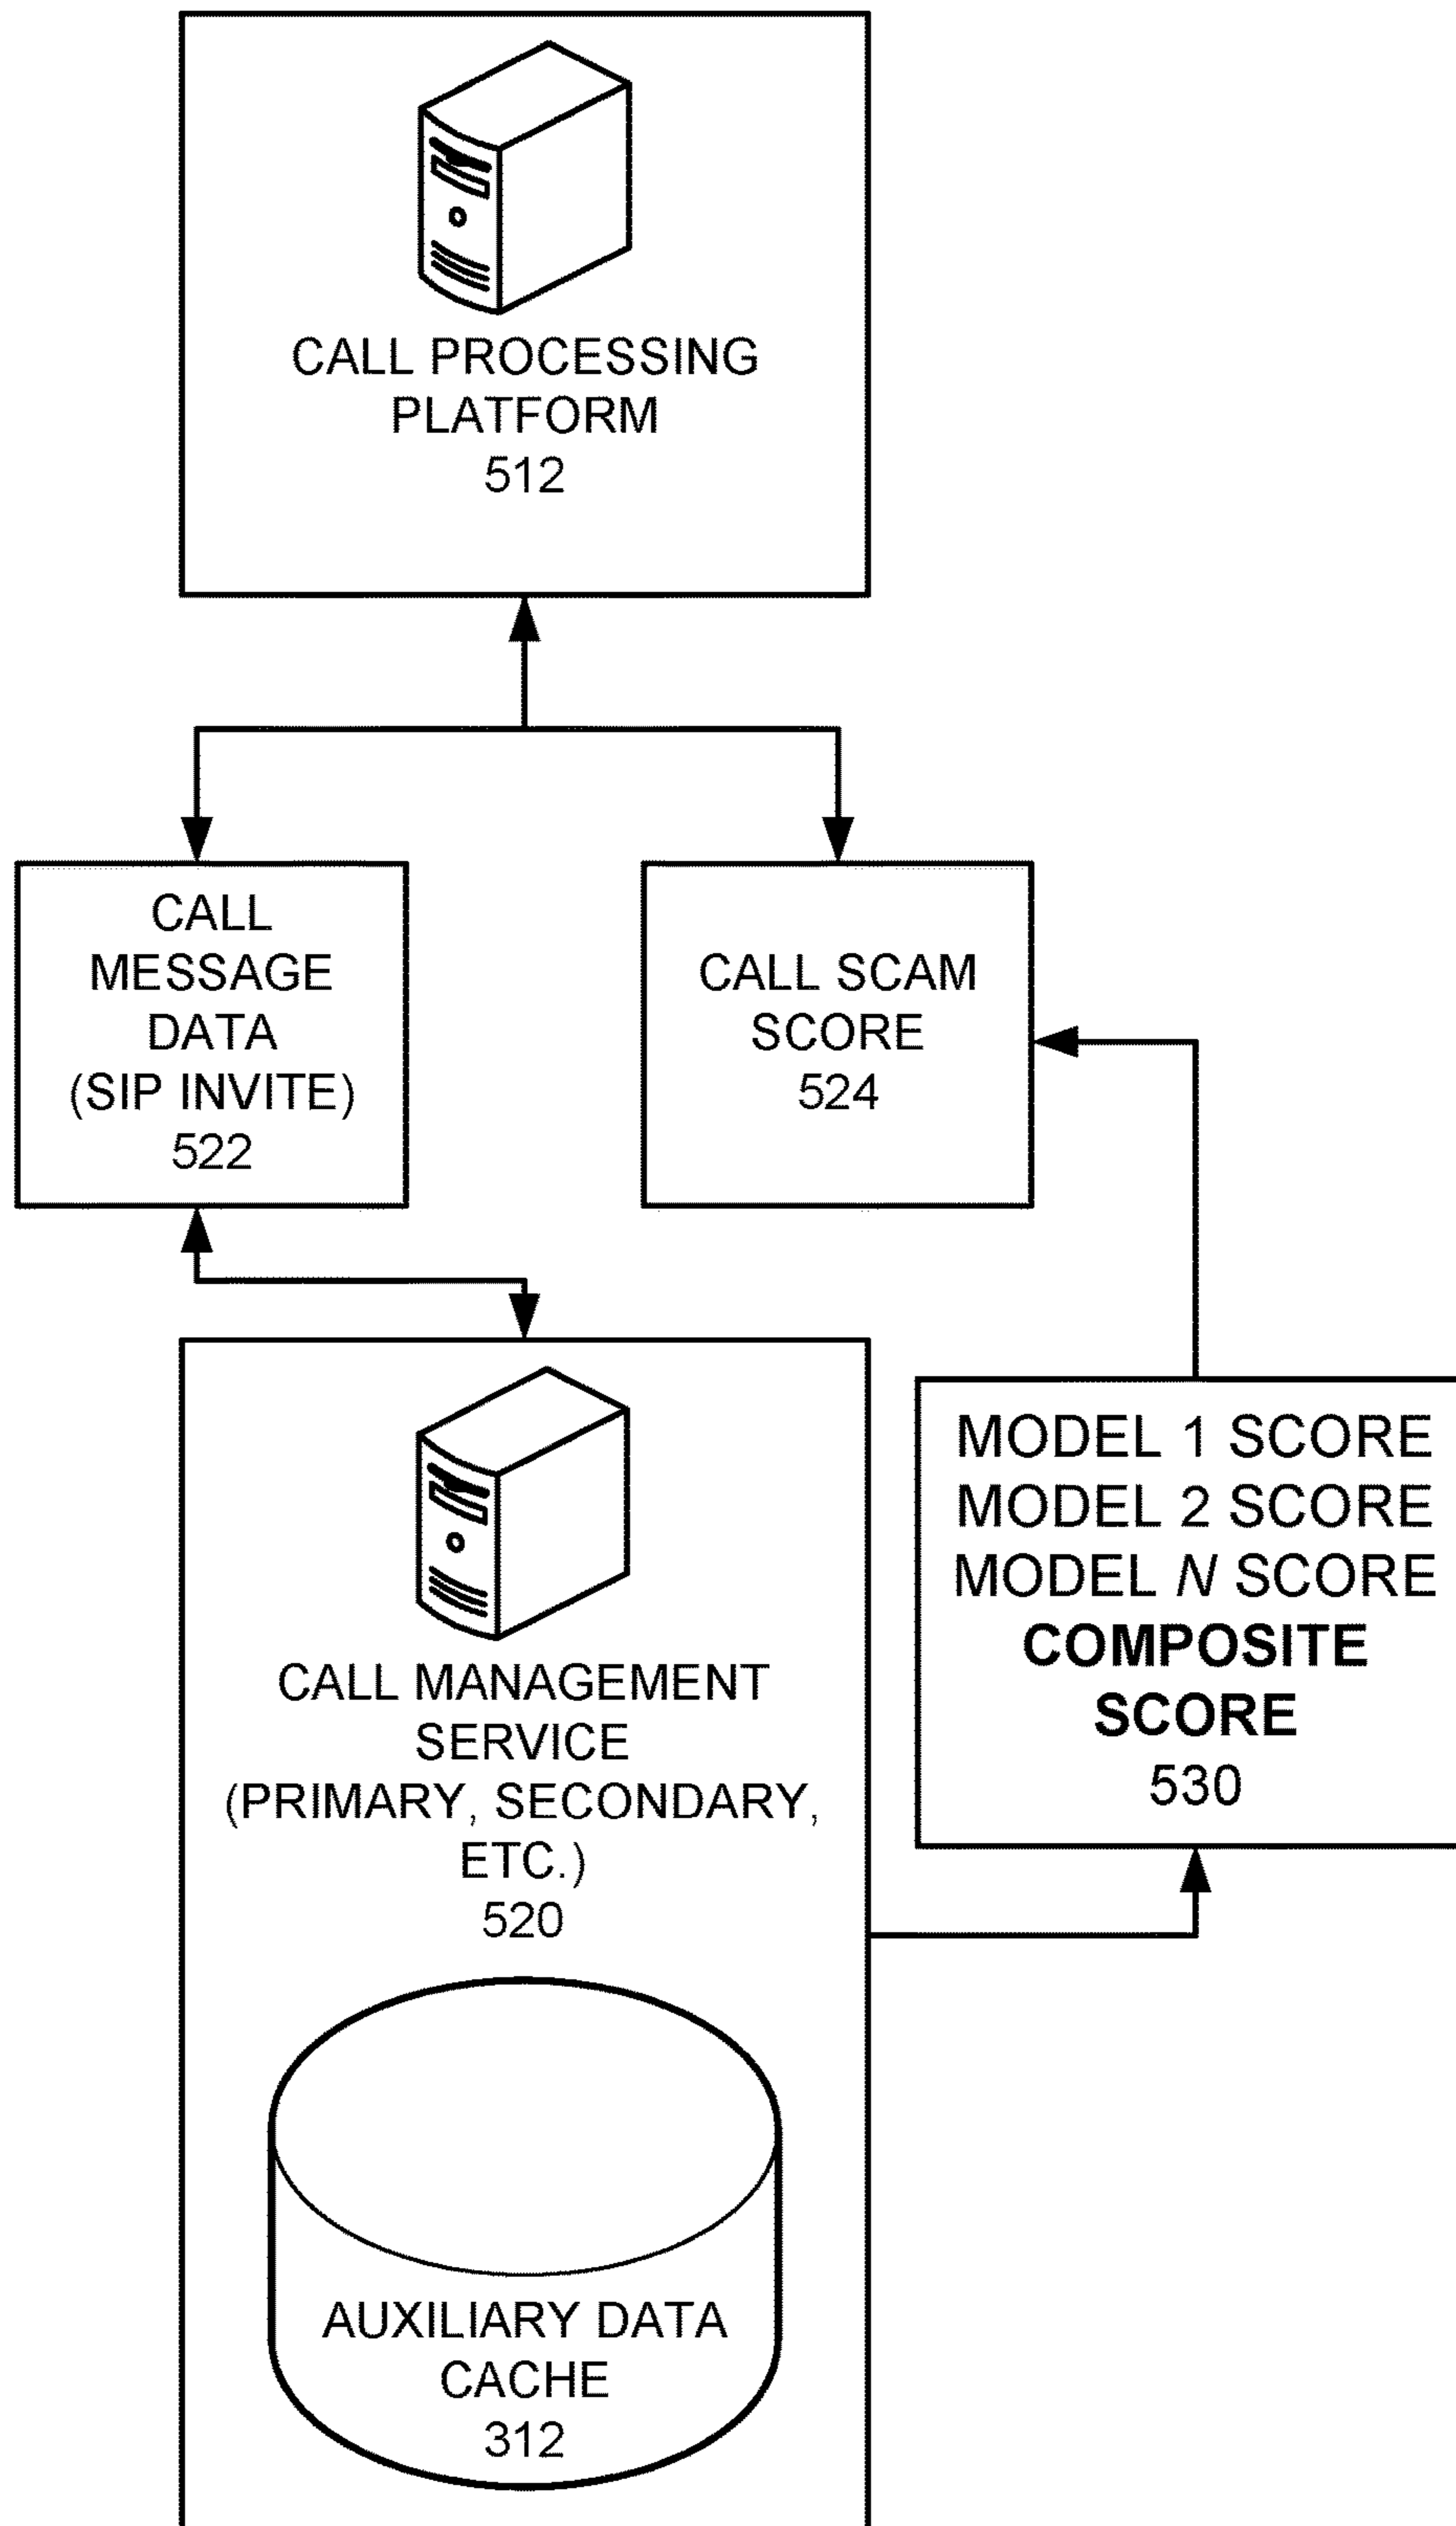 CALL PROCESSING
PLATFORM
512
CALL
MESSAGE
DATA
(SIP INVITE)
522
CALL SCAM
SCORE
524
CALL MANAGEMENT
SERVICE
(PRIMARY, SECONDARY,
ETC.)
520
MODEL 1 SCORE
MODEL 2 SCORE
MODEL N SCORE
COMPOSITE
SCORE
530
AUXILIARY DATA
CACHE
312